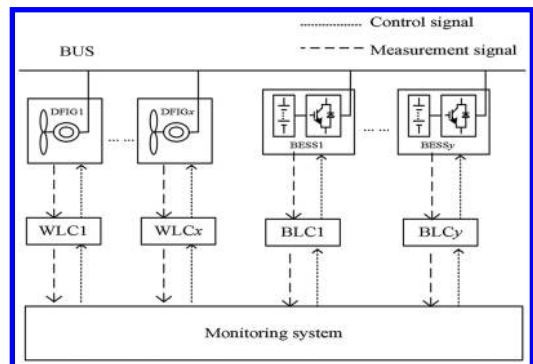 Control signal
BUS
Measurement signal
DFIG1
DFIGx
... ...
BESS1
... ...
BESSy
WLC1
WLCx
BLC1
BLCy
Monitoring system